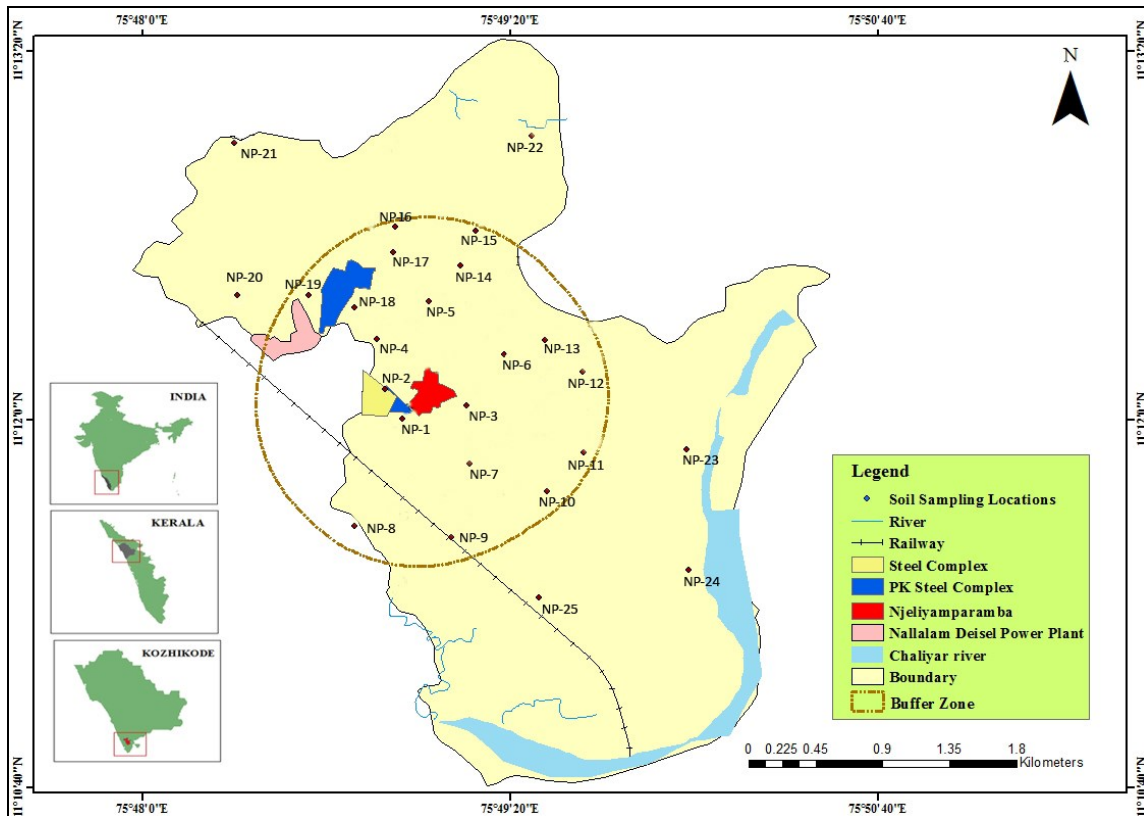 75°48'0"E
75°49'20"E
75°50'40"E
11°13'20"N
11°13'20"N
N
NP-22
NP-21
NP-16
NP-15
NP-17
NP-14
NP-20
NP-19
NP-18
NP-5
NP-4
NP-13
NP-6
NP-12
NP-2
NP-3
NP-1
11°12'0"N
11°12'0"N
NP-11
NP-23
NP-7
NP-10
NP-8
NP-9
NP-24
NP-25
INDIA
KERALA
KOZHIKODE
Legend
Soil Sampling Locations
River
Railway
Steel Complex
PK Steel Complex
Njeliyamparamba
Nallalam Deisel Power Plant
Chaliyar river
Boundary
Buffer Zone
0 0.225 0.45 0.9 1.35 1.8
Kilometers
11°10'40"N
11°10'40"N
75°48'0"E
75°49'20"E
75°50'40"E